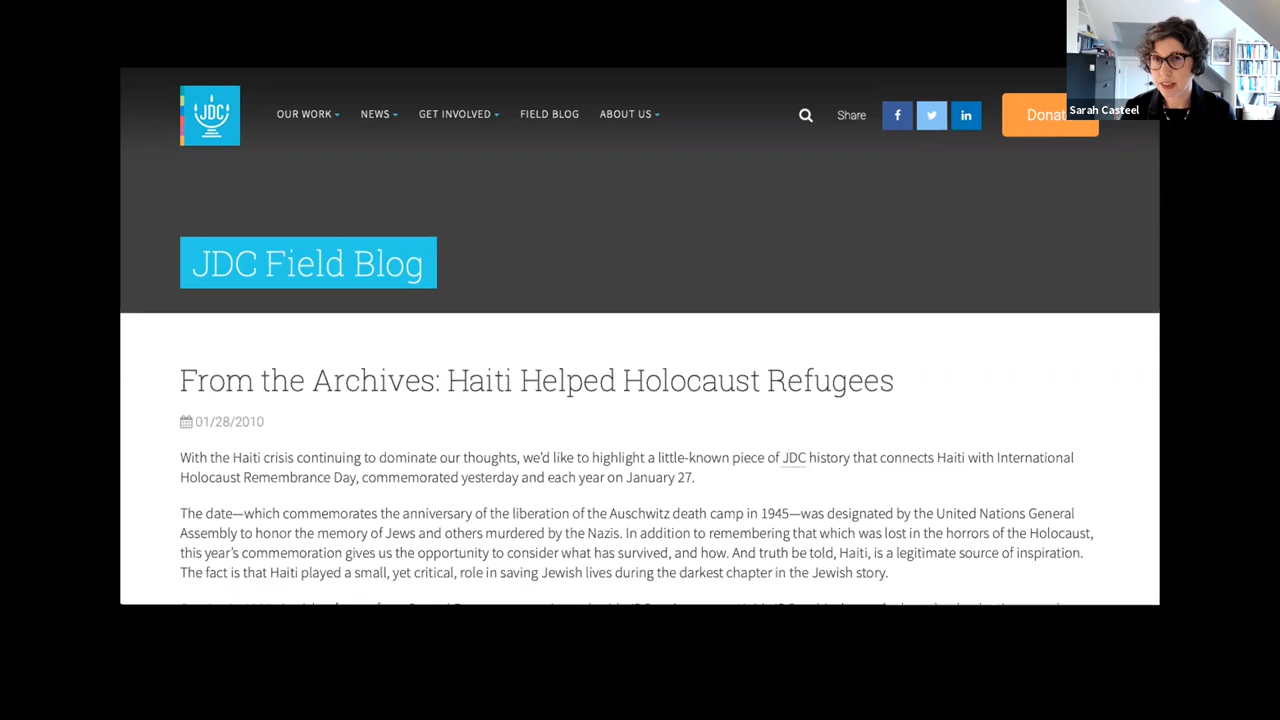 Sarah Casteel
JDC
OUR WORK
NEWS
GET INVOLVED
FIELD BLOG
ABOUT US
Share
f
in
Donat
JDC Field Blog
From the Archives: Haiti Helped Holocaust Refugees
01/28/2010
With the Haiti crisis continuing to dominate our thoughts, we’d like to highlight a little-known piece of JDC history that connects Haiti with International
Holocaust Remembrance Day, commemorated yesterday and each year on January 27.
The date—which commemorates the anniversary of the liberation of the Auschwitz death camp in 1945—was designated by the United Nations General
Assembly to honor the memory of Jews and others murdered by the Nazis. In addition to remembering that which was lost in the horrors of the Holocaust,
this year’s commemoration gives us the opportunity to consider what has survived, and how. And truth be told, Haiti, is a legitimate source of inspiration.
The fact is that Haiti played a small, yet critical, role in saving Jewish lives during the darkest chapter in the Jewish story.